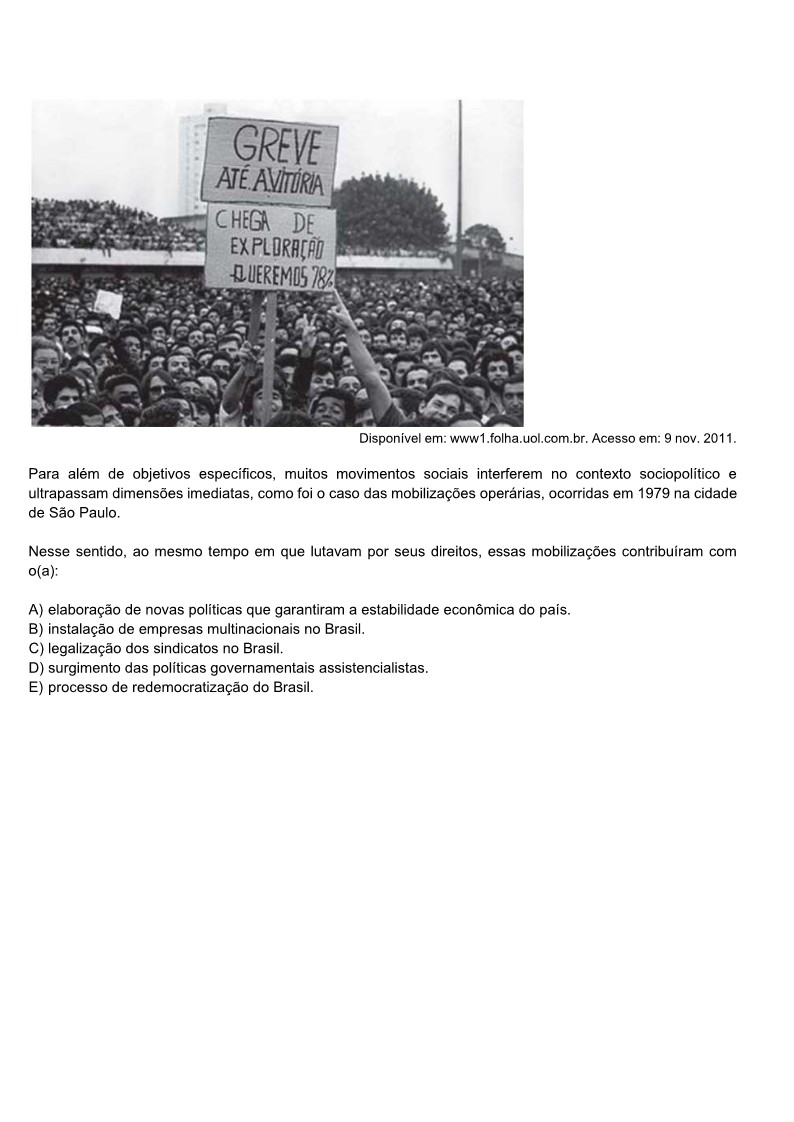 GREVE
ATÉ A VITÓRIA
CHEGA DE
EXPLORAÇÃO
QUEREMOS 78%
Disponível em: www1.folha.uol.com.br. Acesso em: 9 nov. 2011.
Para além de objetivos específicos, muitos movimentos sociais interferem no contexto sociopolítico e
ultrapassam dimensões imediatas, como foi o caso das mobilizações operárias, ocorridas em 1979 na cidade
de São Paulo.
Nesse sentido, ao mesmo tempo em que lutavam por seus direitos, essas mobilizações contribuíram com
o(a):
A) elaboração de novas políticas que garantiram a estabilidade econômica do país.
B) instalação de empresas multinacionais no Brasil.
C) legalização dos sindicatos no Brasil.
D) surgimento das políticas governamentais assistencialistas.
E) processo de redemocratização do Brasil.